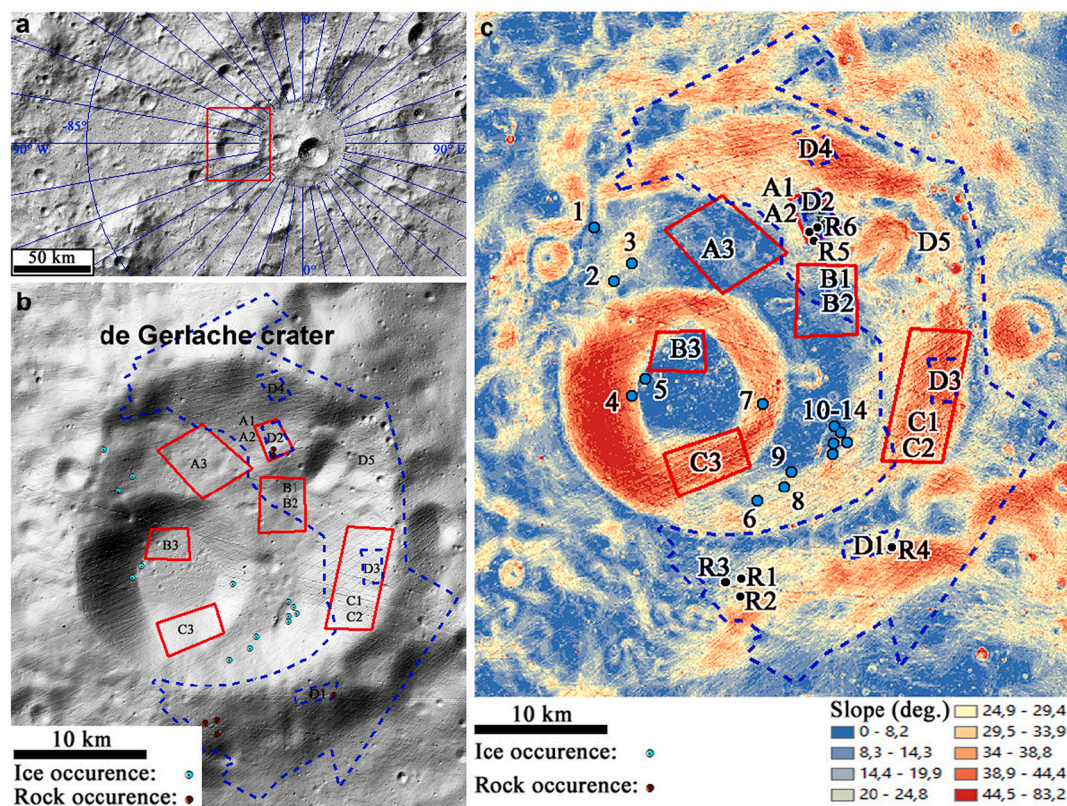 a
0°
-85°
90° W
90° E
50 km
0°
b
de Gerlache crater
D4
A1
A2
D2
A3
D5
B1
B2
B3
D3
C1
C2
C3
D1
10 km
Ice occurence:
Rock occurence:
c
D4
1
A1
D2
A2
R6
3
A3
R5
D5
2
B1
B2
B3
5
4
7
D3
10-14
C1
C2
C3
9
8
6
D1
R4
R3
R1
R2
10 km
Ice occurence:
Rock occurence:
Slope (deg.)
0 - 8,2
8,3 - 14,3
14,4 - 19,9
20 - 24,8
24,9 - 29,4
29,5 - 33,9
34 - 38,8
38,9 - 44,4
44,5 - 83,2